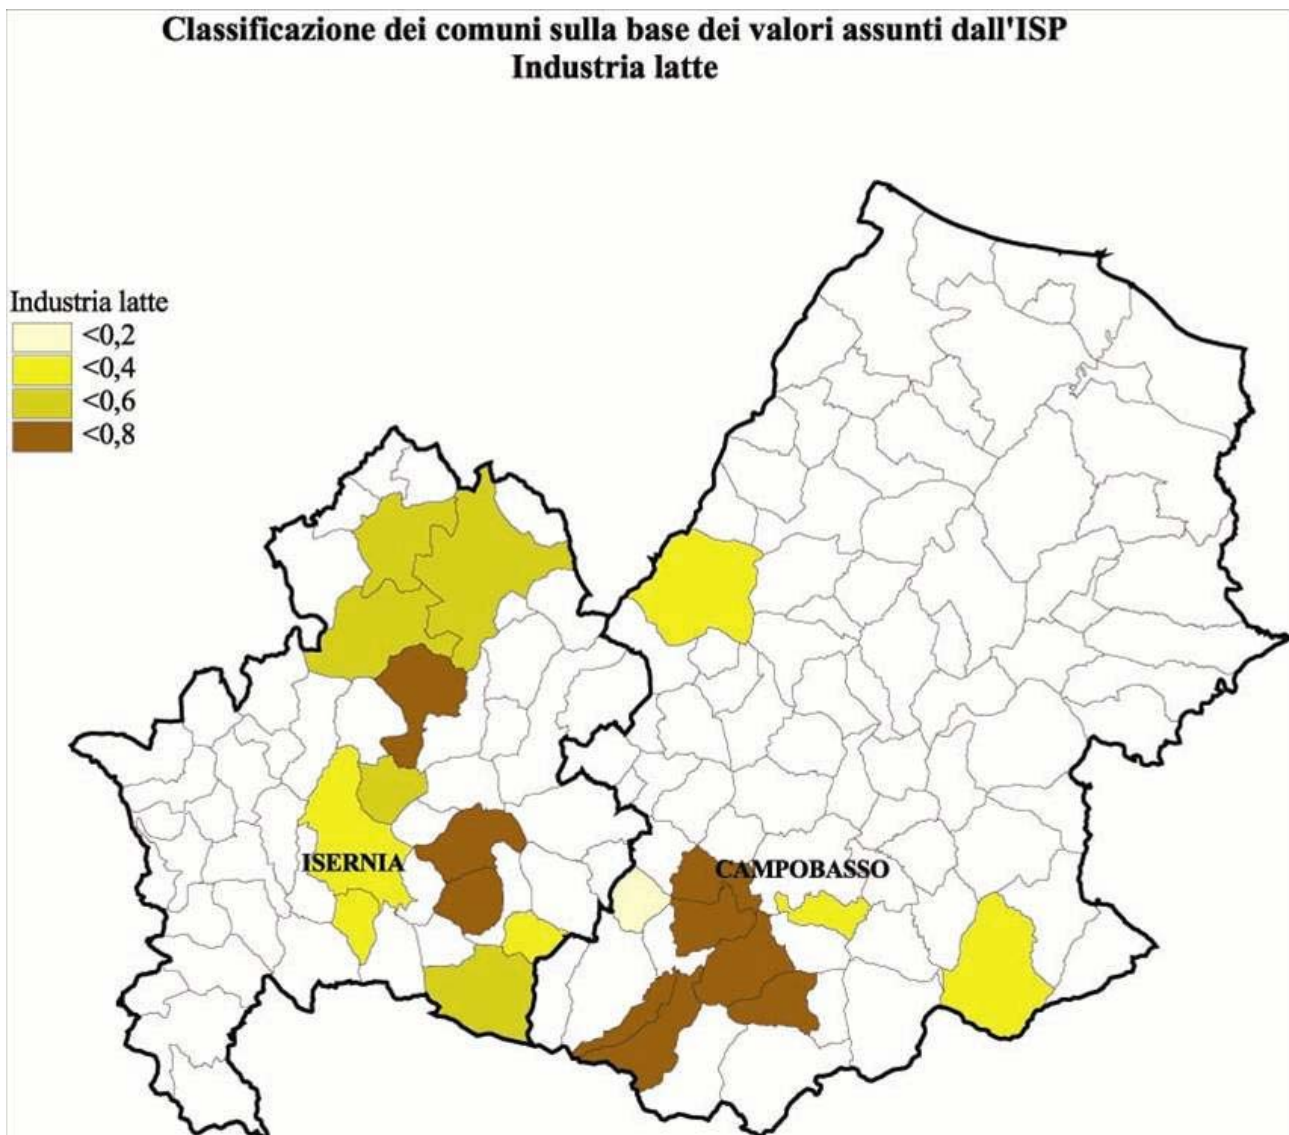 Classificazione dei comuni sulla base dei valori assunti dall'ISP
Industria latte
Industria latte
<0,2
<0,4
<0,6
<0,8
ISERNIA
CAMPOBASSO